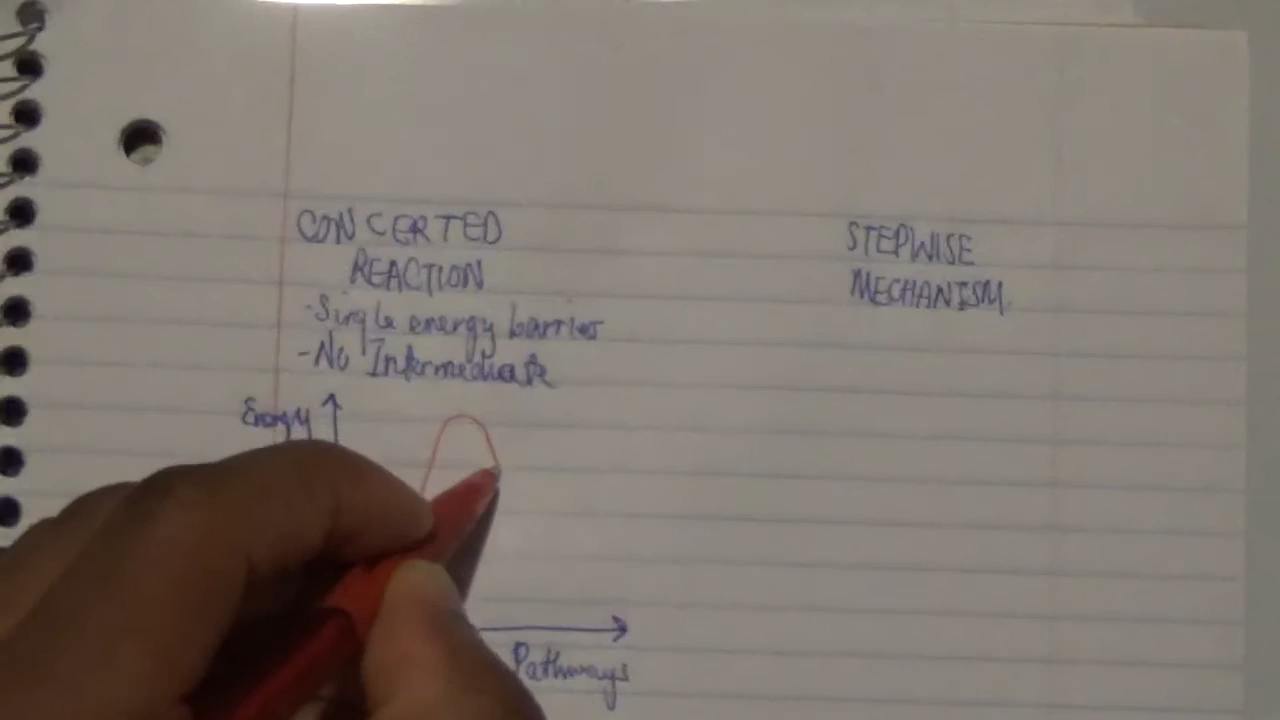 CONCERTED
REACTION
-Single energy barrier
-No Intermediate
Energy
Pathways
STEPWISE
MECHANISM.